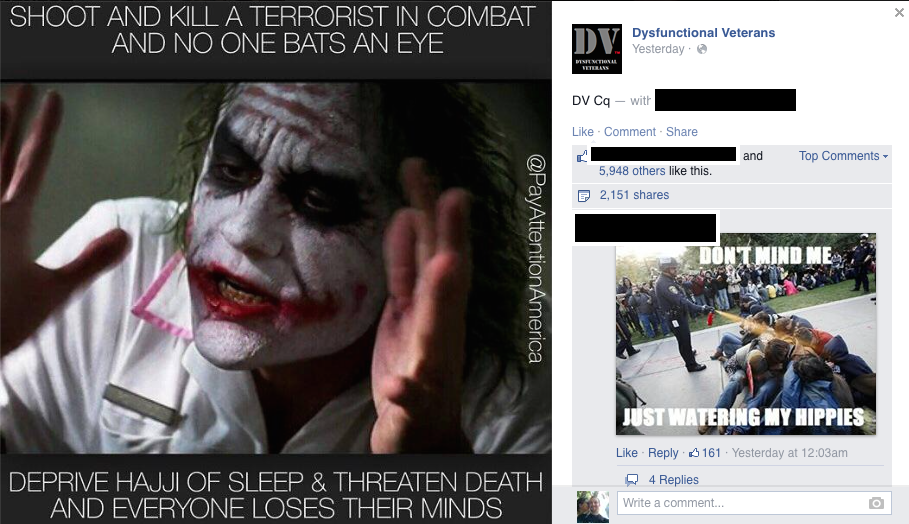 SHOOT AND KILL A TERRORIST IN COMBAT
AND NO ONE BATS AN EYE
@PayAttentionAmerica
DEPRIVE HAJJI OF SLEEP & THREATEN DEATH
AND EVERYONE LOSES THEIR MINDS
DV
DYSFUNCTIONAL
VETERANS
Dysfunctional Veterans
Yesterday ·
DV Cq — with
Like · Comment · Share
and
Top Comments
5,948 others like this.
2,151 shares
DON'T MIND ME
JUST WATERING MY HIPPIES
Like · Reply · 161 · Yesterday at 12:03am
4 Replies
Write a comment...